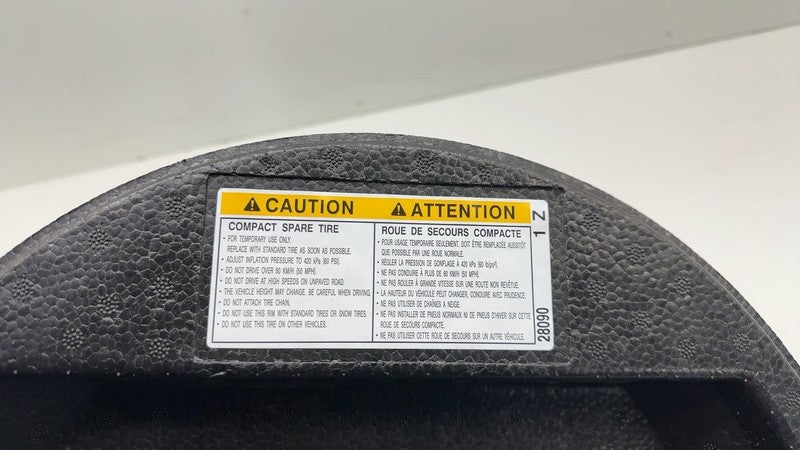 ⚠ CAUTION
COMPACT SPARE TIRE
• FOR TEMPORARY USE ONLY.
REPLACE WITH STANDARD TIRE AS SOON AS POSSIBLE.
• ADJUST INFLATION PRESSURE TO 420 kPa (60 PSI).
• DO NOT DRIVE OVER 80 KM/H (50 MPH).
• DO NOT DRIVE AT HIGH SPEEDS ON UNPAVED ROAD.
• THE VEHICLE HEIGHT MAY CHANGE. BE CAREFUL WHEN DRIVING.
• DO NOT ATTACH TIRE CHAIN.
• DO NOT USE THIS RIM WITH STANDARD TIRES OR SNOW TIRES.
• DO NOT USE THIS TIRE ON OTHER VEHICLES.
⚠ ATTENTION
ROUE DE SECOURS COMPACTE
• POUR USAGE TEMPORAIRE SEULEMENT, DOIT ÊTRE REMPLACÉE AUSSITÔT
QUE POSSIBLE PAR UNE ROUE NORMALE.
• RÉGLER LA PRESSION DE GONFLAGE À 420 kPa (60 lb/po²).
• NE PAS CONDUIRE À PLUS DE 80 KM/H (50 MPH).
• NE PAS ROULER À GRANDE VITESSE SUR UNE ROUTE NON REVÊTUE.
• LA HAUTEUR DU VÉHICULE PEUT CHANGER, CONDUIRE AVEC PRUDENCE.
• NE PAS UTILISER DE CHAÎNES À NEIGE.
• NE PAS INSTALLER DE PNEUS NORMAUX NI DE PNEUS D'HIVER SUR CETTE
ROUE DE SECOURS COMPACTE.
• NE PAS UTILISER CETTE ROUE DE SECOURS SUR UN AUTRE VÉHICULE.
28090 1 Z